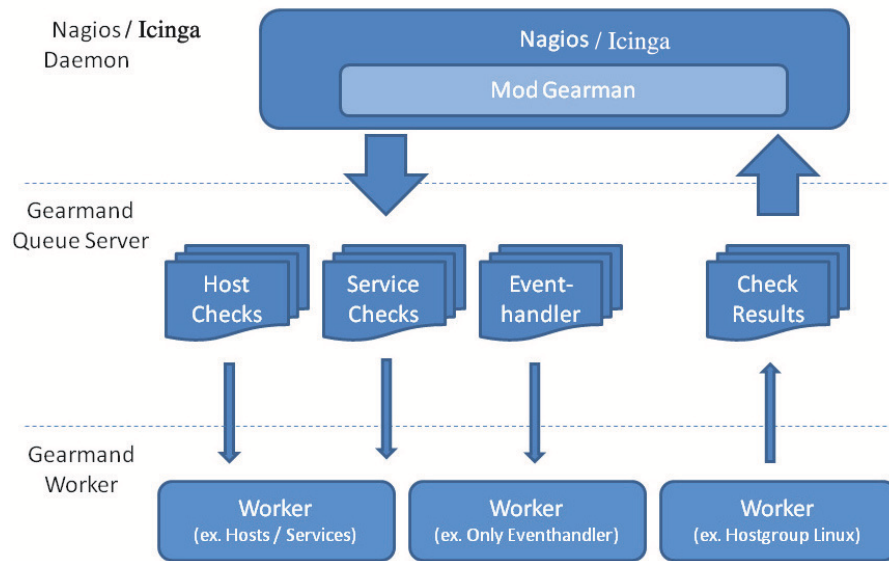 Nagios / Icinga
Daemon
Nagios / Icinga
Mod Gearman
Gearmand
Queue Server
Host
Checks
Service
Checks
Event-
handler
Check
Results
Gearmand
Worker
Worker
(ex. Hosts / Services)
Worker
(ex. Only Eventhandler)
Worker
(ex. Hostgroup Linux)